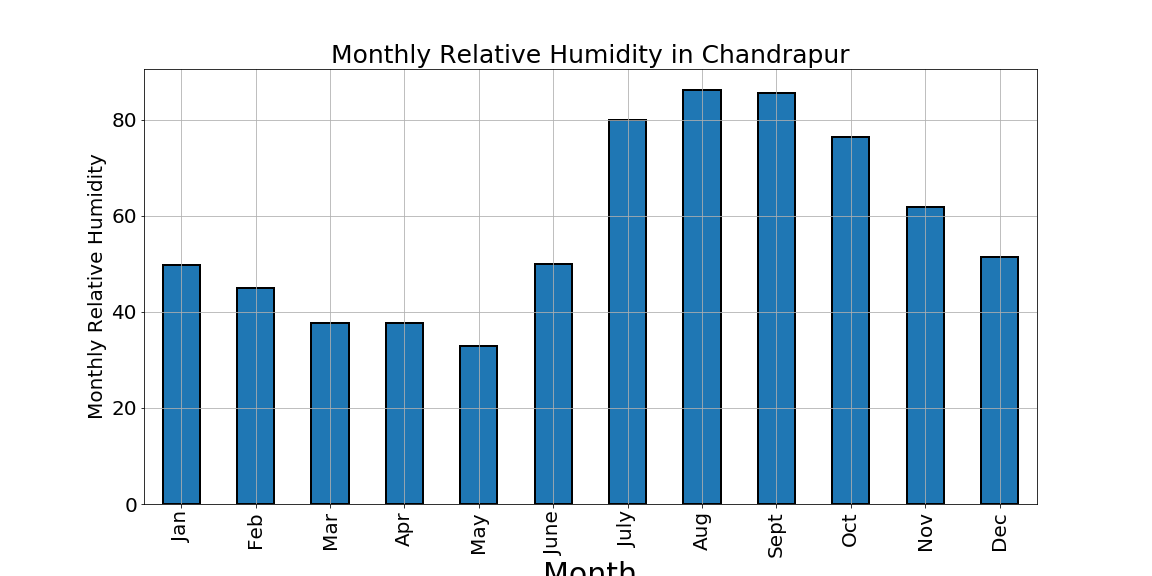 Monthly Relative Humidity in Chandrapur
Monthly Relative Humidity
80
60
40
20
0
Jan
Feb
Mar
Apr
May
June
July
Aug
Sept
Oct
Nov
Dec
Month